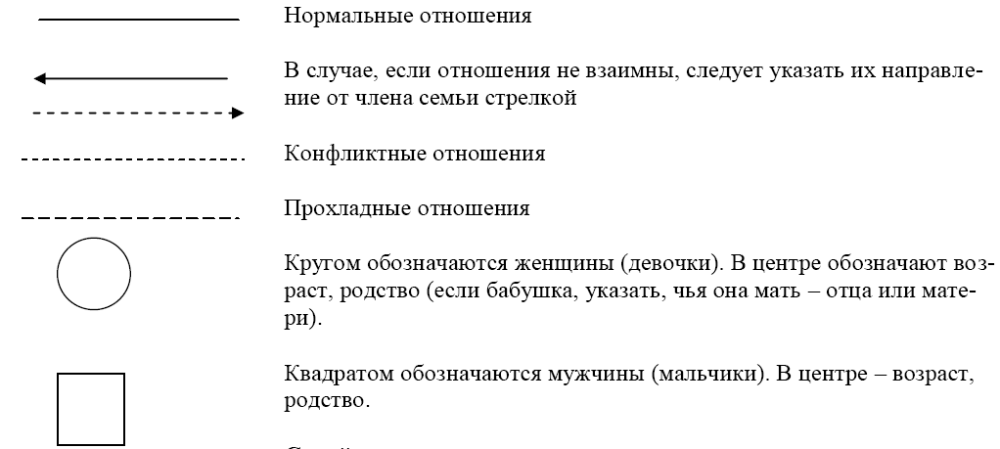 Нормальные отношения
В случае, если отношения не взаимны, следует указать их направле-
ние от члена семьи стрелкой
Конфликтные отношения
Прохладные отношения
Кругом обозначаются женщины (девочки). В центре обозначают воз-
раст, родство (если бабушка, указать, чья она мать – отца или мате-
ри).
Квадратом обозначаются мужчины (мальчики). В центре – возраст,
родство.